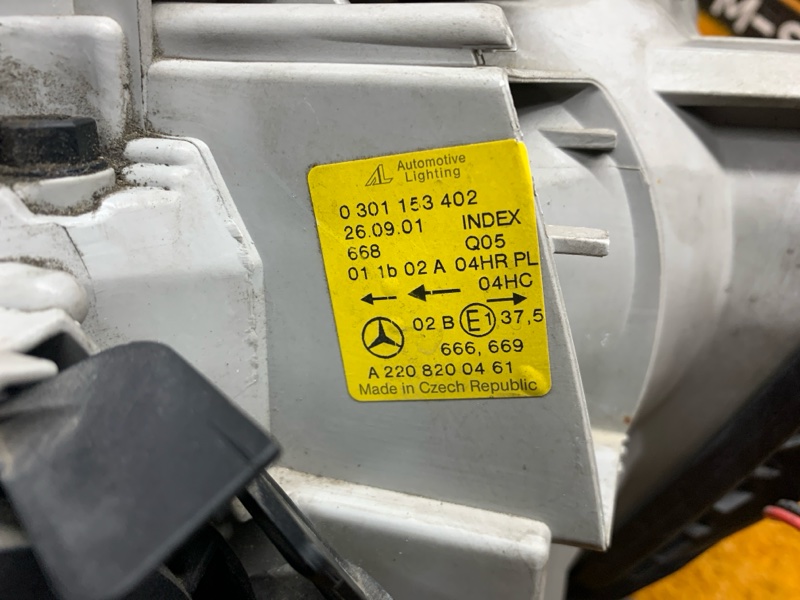 M-S
AL Automotive
Lighting
0 301 153 402
26.09.01 INDEX
668 Q05
01 1b 02 A 04HR PL
04HC
02 B E1 37,5
666, 669
A 220 820 04 61
Made in Czech Republic